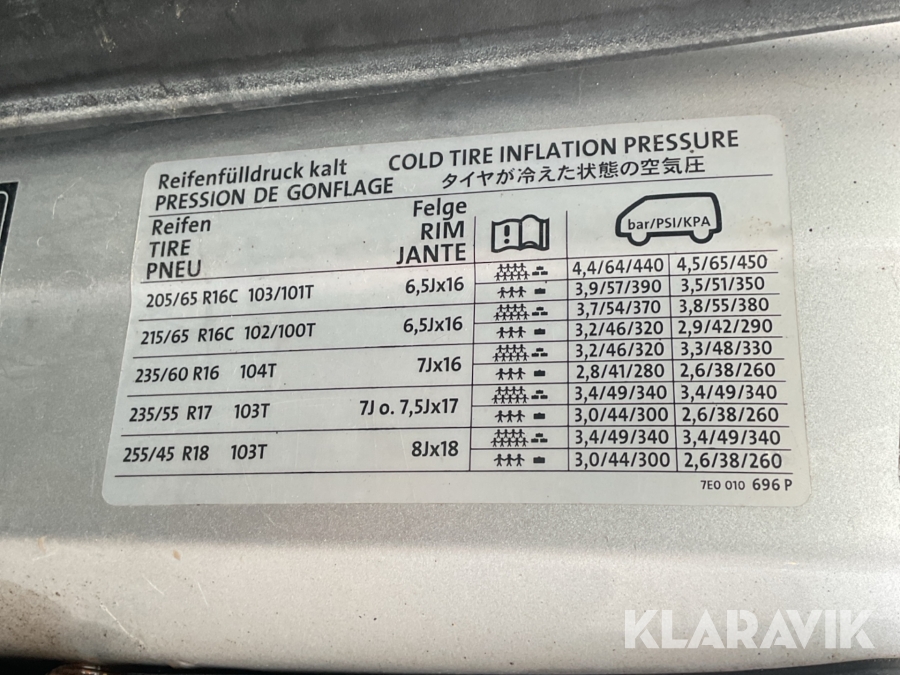 Reifenfülldruck kalt COLD TIRE INFLATION PRESSURE
PRESSION DE GONFLAGE タイヤが冷えた状態の空気圧
Reifen Felge
TIRE RIM
PNEU JANTE
bar/PSI/KPA
205/65 R16C 103/101T 6,5Jx16 4,4/64/440 4,5/65/450
3,9/57/390 3,5/51/350
215/65 R16C 102/100T 6,5Jx16 3,7/54/370 3,8/55/380
3,2/46/320 2,9/42/290
235/60 R16 104T 7Jx16 3,2/46/320 3,3/48/330
2,8/41/280 2,6/38/260
235/55 R17 103T 7J o. 7,5Jx17 3,4/49/340 3,4/49/340
3,0/44/300 2,6/38/260
255/45 R18 103T 8Jx18 3,4/49/340 3,4/49/340
3,0/44/300 2,6/38/260
7E0 010 696 P
KLARAVIK